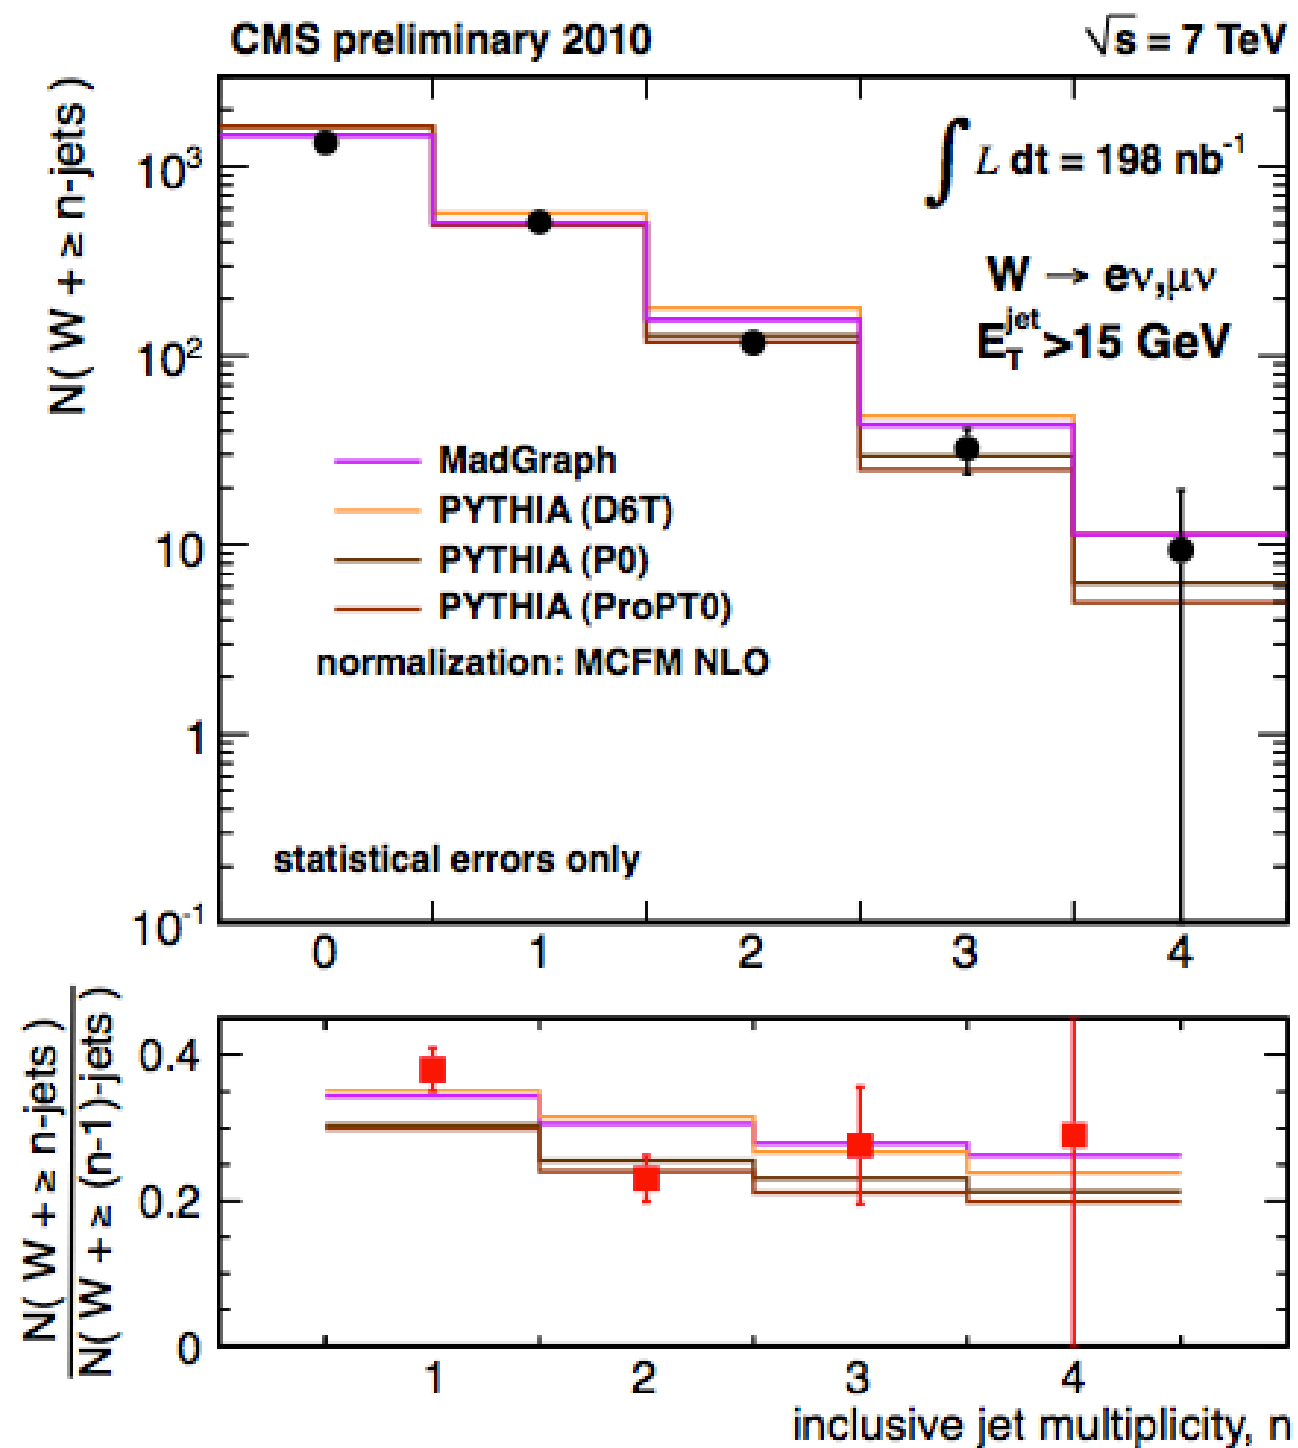 CMS preliminary 2010
√s = 7 TeV
N( W + ≥ n-jets)
10³
10²
10
1
10⁻¹
∫ L dt = 198 nb⁻¹
W → eν,μν
E_T^jet >15 GeV
MadGraph
PYTHIA (D6T)
PYTHIA (P0)
PYTHIA (ProPT0)
normalization: MCFM NLO
statistical errors only
0 1 2 3 4
N( W + ≥ n-jets )
N( W + ≥ (n-1)-jets)
0.4
0.2
0
1 2 3 4
inclusive jet multiplicity, n